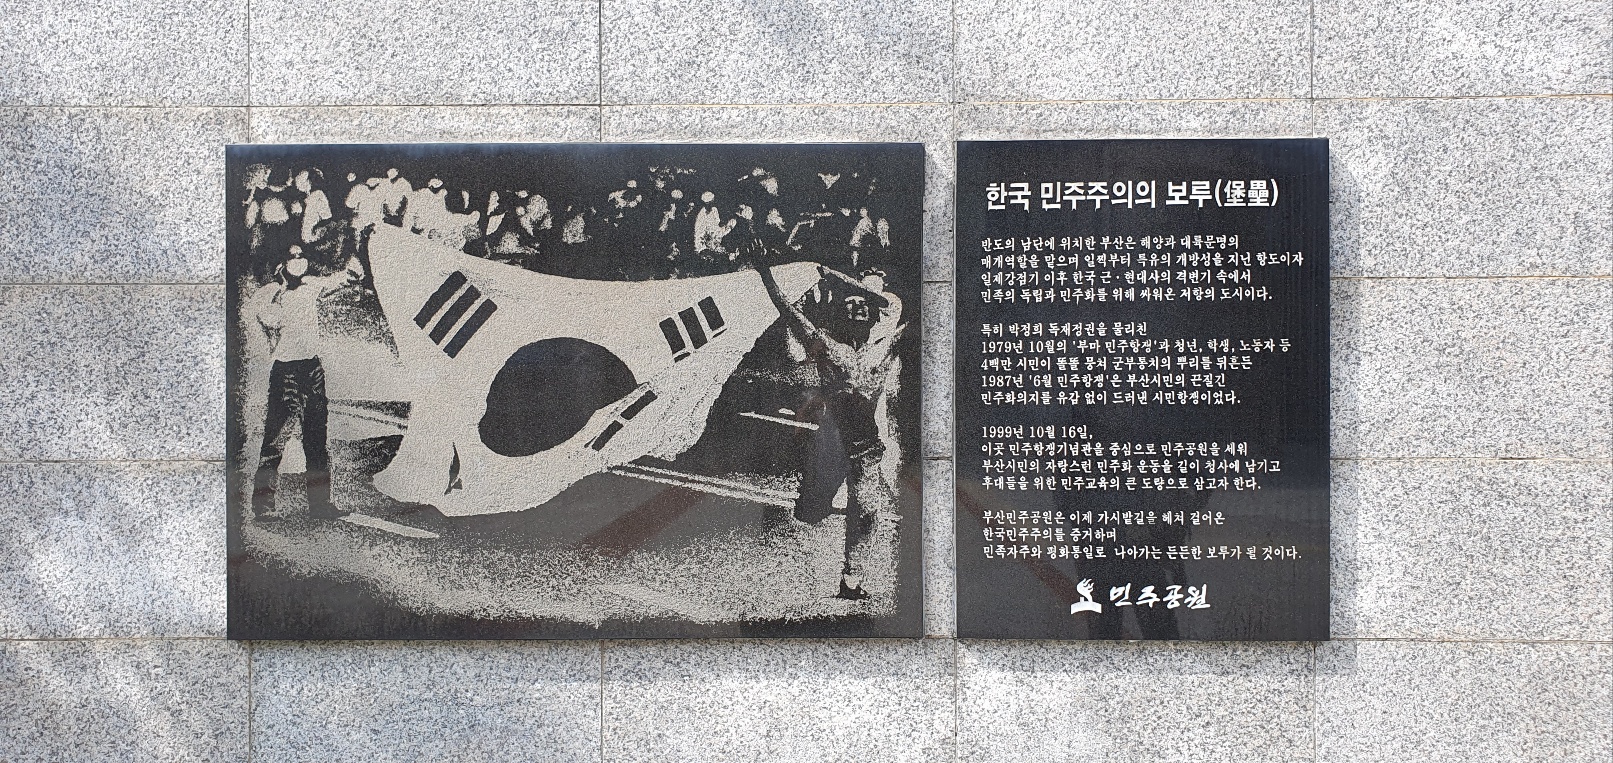 한국 민주주의의 보루(堡壘)
반도의 남단에 위치한 부산은 해양과 대륙문명의
매개역할을 맡으며 일찍부터 특유의 개방성을 지닌 항도이자
일제강점기 이후 한국 근·현대사의 격변기 속에서
민족의 독립과 민주화를 위해 싸워온 저항의 도시이다.
특히 박정희 독재정권을 물리친
1979년 10월의 '부마 민주항쟁'과 청년, 학생, 노동자 등
4백만 시민이 똘똘 뭉쳐 군부통치의 뿌리를 뒤흔든
1987년 '6월 민주항쟁'은 부산시민의 끈질긴
민주화의지를 유감 없이 드러낸 시민항쟁이었다.
1999년 10월 16일,
이곳 민주항쟁기념관을 중심으로 민주공원을 세워
부산시민의 자랑스런 민주화 운동을 길이 청사에 남기고
후대들을 위한 민주교육의 큰 도량으로 삼고자 한다.
부산민주공원은 이제 가시밭길을 헤쳐 걸어온
한국민주주의를 증거하며
민족자주와 평화통일로 나아가는 든든한 보루가 될 것이다.
민주공원